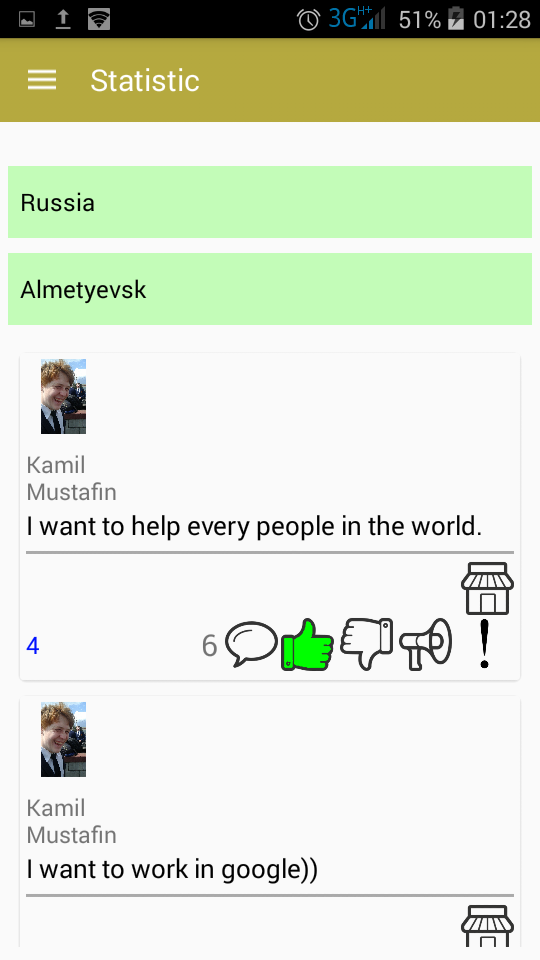 3G H+ 51% 01:28
Statistic
Russia
Almetyevsk
Kamil
Mustafin
I want to help every people in the world.
4 6
Kamil
Mustafin
I want to work in google))